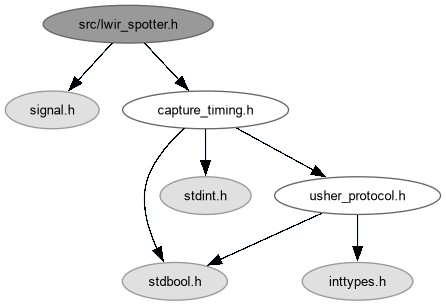 src/lwir_spotter.h
signal.h
capture_timing.h
stdint.h
usher_protocol.h
stdbool.h
inttypes.h